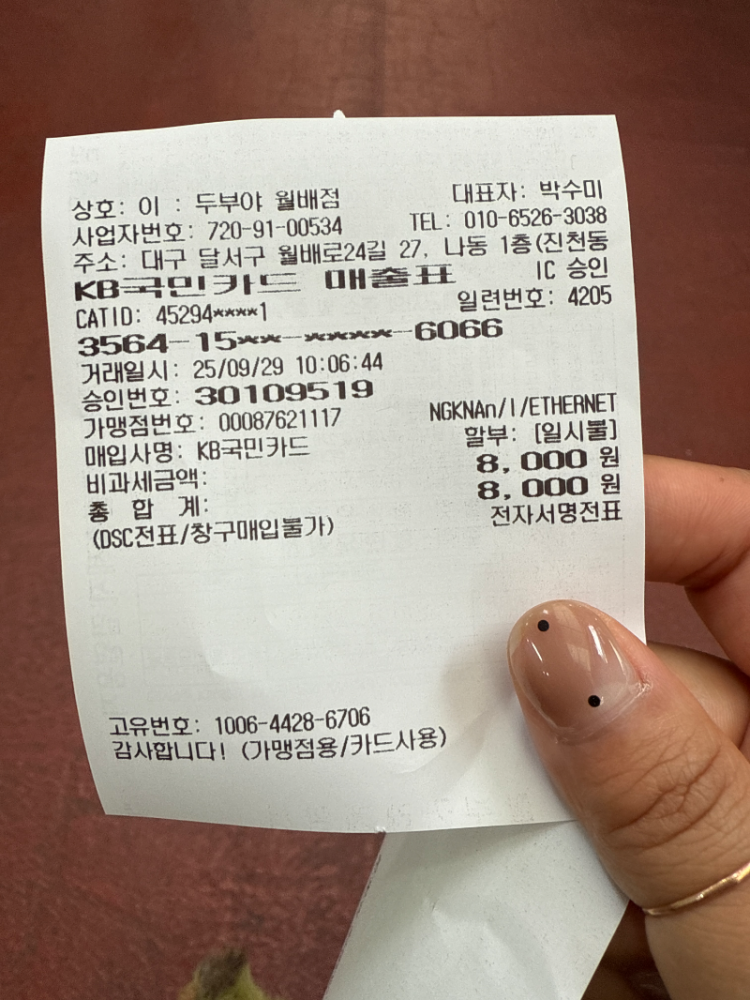 상호: 이 : 두부야 월배점 대표자: 박수미
사업자번호: 720-91-00534 TEL: 010-6526-3038
주소: 대구 달서구 월배로24길 27, 나동 1층(진천동
KB국민카드 매출표 IC 승인
CATID: 45294****1 일련번호: 4205
3564-15**-****-6066
거래일시: 25/09/29 10:06:44
승인번호: 30109519
가맹점번호: 00087621117 NGKNAn/I/ETHERNET
매입사명: KB국민카드 할부: [일시불]
비과세금액: 8,000 원
총 합 계: 8,000 원
(DSC전표/창구매입불가) 전자서명전표
고유번호: 1006-4428-6706
감사합니다! (가맹점용/카드사용)